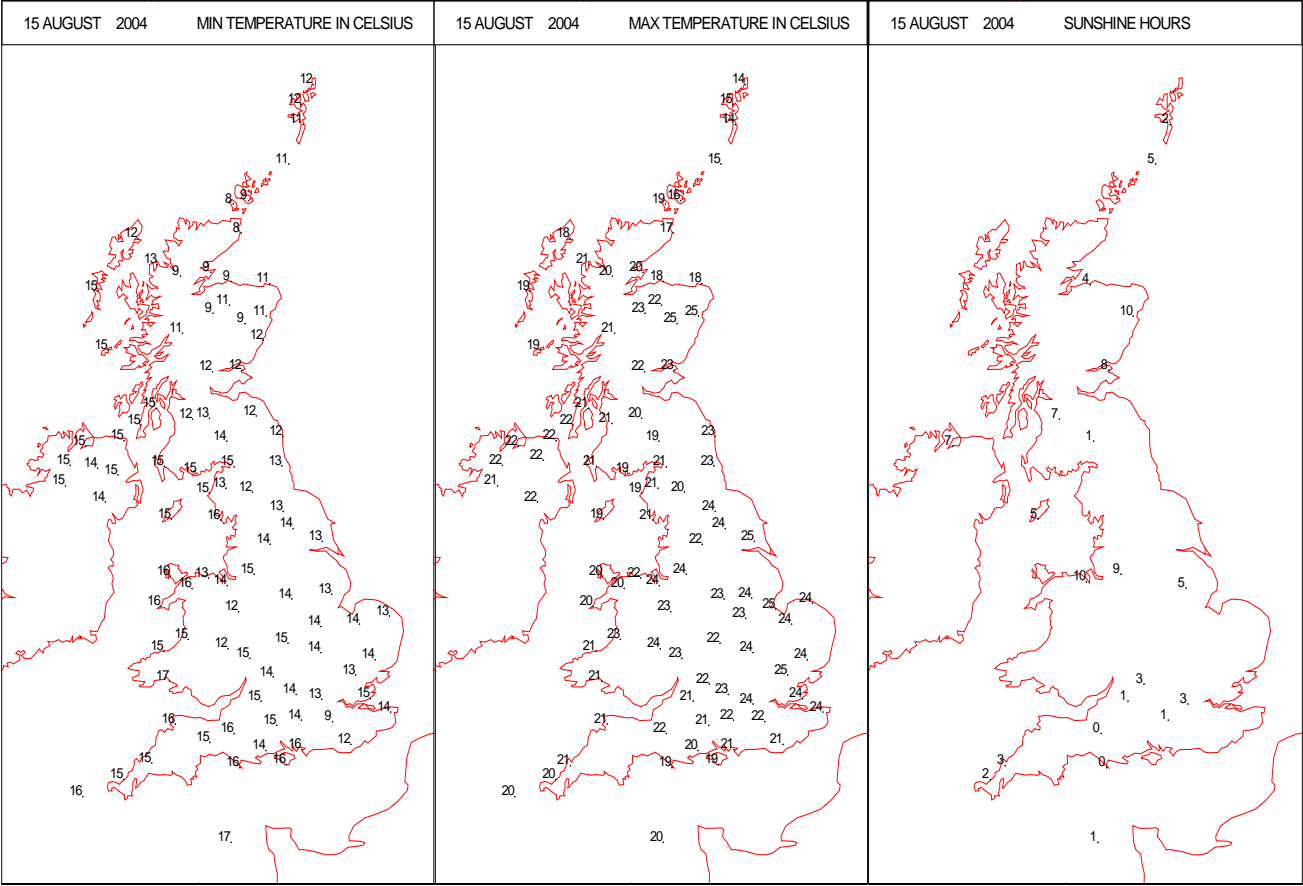 15 AUGUST 2004 MIN TEMPERATURE IN CELSIUS
12.
12
11
11.
8 9
8.
12
13
9. 9 9 11
15
11
9. 9. 11.
11. 12
15
12. 12.
15
15 12. 13. 12.
15 15 14. 12
15. 14. 15. 15 15. 15. 13.
15. 14. 15 13. 12.
15 16 13
14. 14. 13.
16 13. 15.
16. 14.
16 12. 14. 13.
14. 14. 13.
15. 15. 12. 15. 14. 14.
15.
17 14. 13.
15. 14. 13. 15
14
16 16. 15. 14. 9.
15. 14. 16. 12.
15 16 16
15
16.
17.
15 AUGUST 2004 MAX TEMPERATURE IN CELSIUS
14.
15
14
15.
19 16
17.
18
21
20. 20 18 18.
19
22.
23. 25. 25.
21.
19
22. 23
21
22 21 20.
22 22 19. 23
22. 22. 21 19 21. 23.
22. 19. 21. 20.
22. 19 21 24.
24. 22. 25.
20 22. 24.
20. 24.
20 23. 23. 24. 25 24
23. 24.
21 23 24. 22. 24. 24.
23.
21 22. 25.
21. 23. 24. 24
24
21 22. 21. 22. 22.
20. 21 21.
21 19 19
20
20.
20.
15 AUGUST 2004 SUNSHINE HOURS
2.
5.
4.
10.
8.
7.
7 1.
5.
10. 9.
5.
3.
1. 3.
0. 1.
3 0.
2.
1.